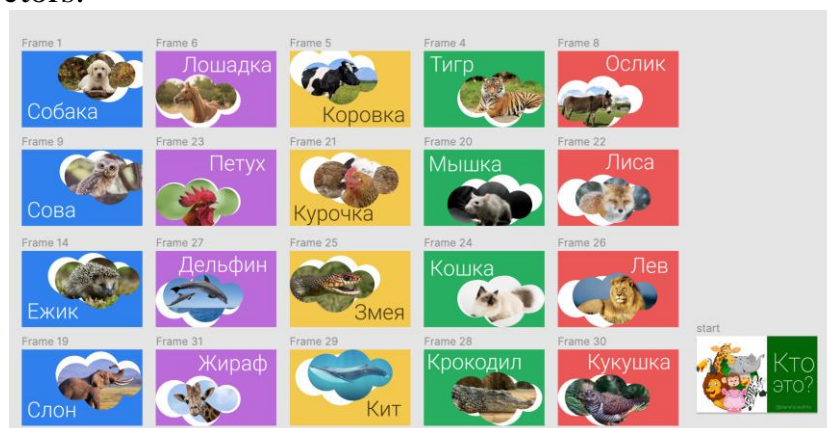 ctors.
Frame 1 Frame 6 Frame 5 Frame 4 Frame 8
Собака Лошадка Коровка Тигр Ослик
Frame 9 Frame 23 Frame 21 Frame 20 Frame 22
Сова Петух Курочка Мышка Лиса
Frame 14 Frame 27 Frame 25 Frame 24 Frame 26
Ежик Дельфин Змея Кошка Лев
Frame 19 Frame 31 Frame 29 Frame 28 Frame 30
Слон Жираф Кит Крокодил Кукушка
start
Кто
это?